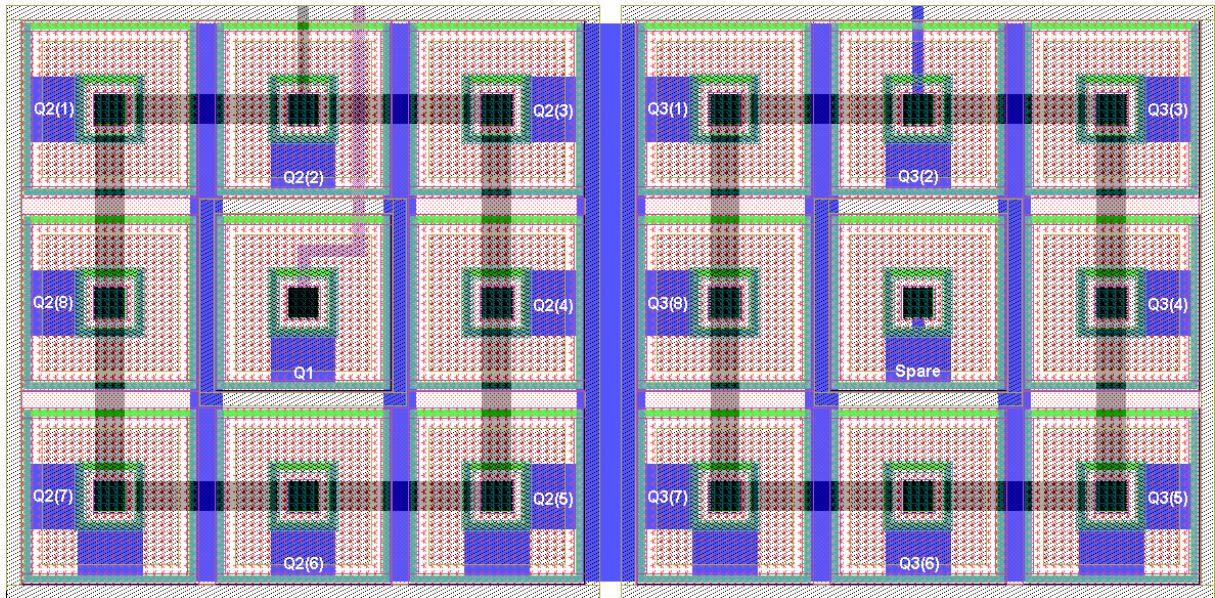 Q2(1)
Q2(3)
Q3(1)
Q3(3)
Q2(2)
Q3(2)
Q2(8)
Q2(4)
Q3(8)
Q3(4)
Q1
Spare
Q2(7)
Q2(5)
Q3(7)
Q3(5)
Q2(6)
Q3(6)